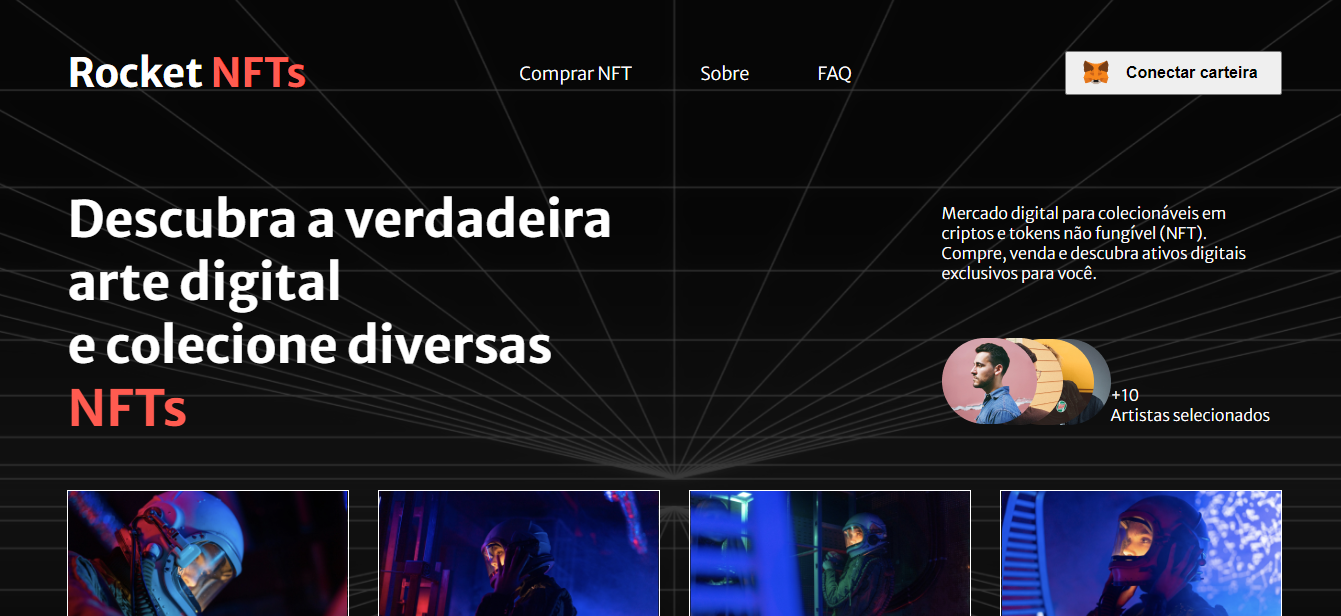 Rocket NFTs
Comprar NFT
Sobre
FAQ
Conectar carteira
Descubra a verdadeira
arte digital
e colecione diversas
NFTs
Mercado digital para colecionáveis em
criptos e tokens não fungível (NFT).
Compre, venda e descubra ativos digitais
exclusivos para você.
+10
Artistas selecionados